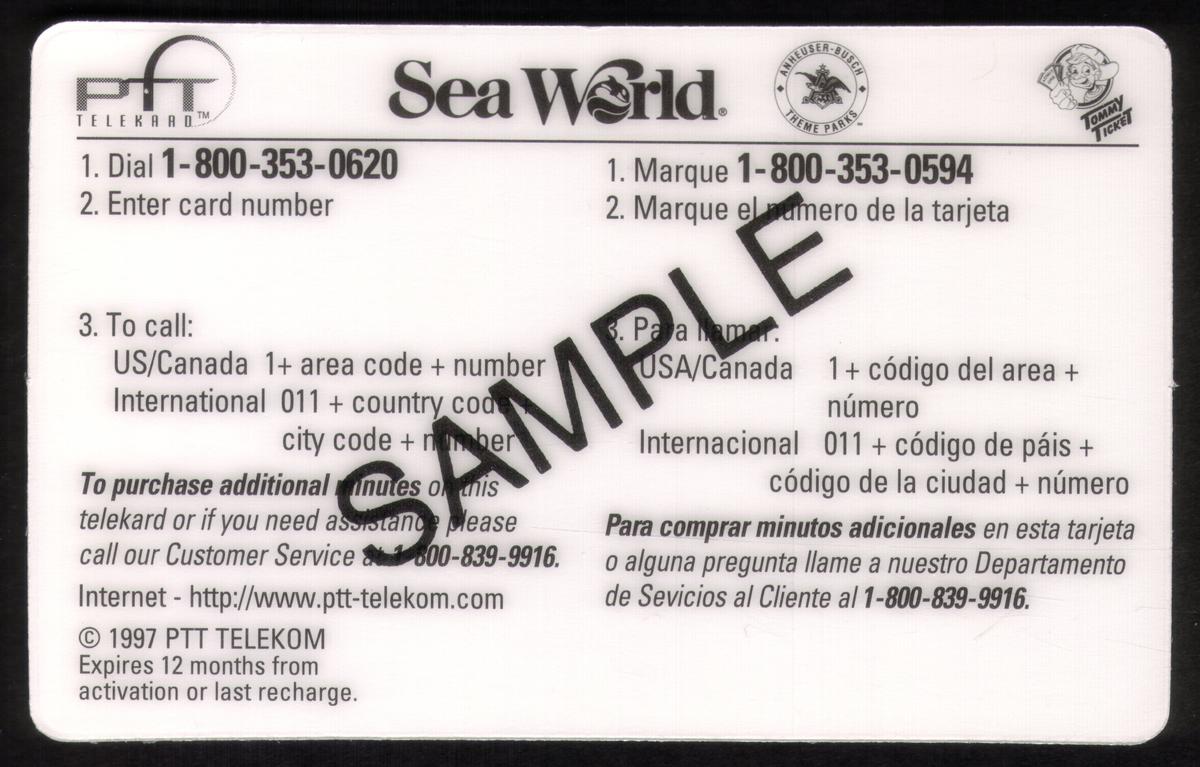 PTT
TELEKARD™
Sea World®
ANHEUSER-BUSCH
THEME PARKS™
TOMMY
TICKET
1. Dial 1-800-353-0620
2. Enter card number
3. To call:
US/Canada 1+ area code + number
International 011 + country code +
city code + number
To purchase additional minutes on this
telekard or if you need assistance please
call our Customer Service at 1-800-839-9916.
Internet - http://www.ptt-telekom.com
© 1997 PTT TELEKOM
Expires 12 months from
activation or last recharge.
1. Marque 1-800-353-0594
2. Marque el número de la tarjeta
3. Para llamar:
USA/Canada 1+ código del area +
número
Internacional 011 + código de páis +
código de la ciudad + número
Para comprar minutos adicionales en esta tarjeta
o alguna pregunta llame a nuestro Departamento
de Sevicios al Cliente al 1-800-839-9916.
SAMPLE